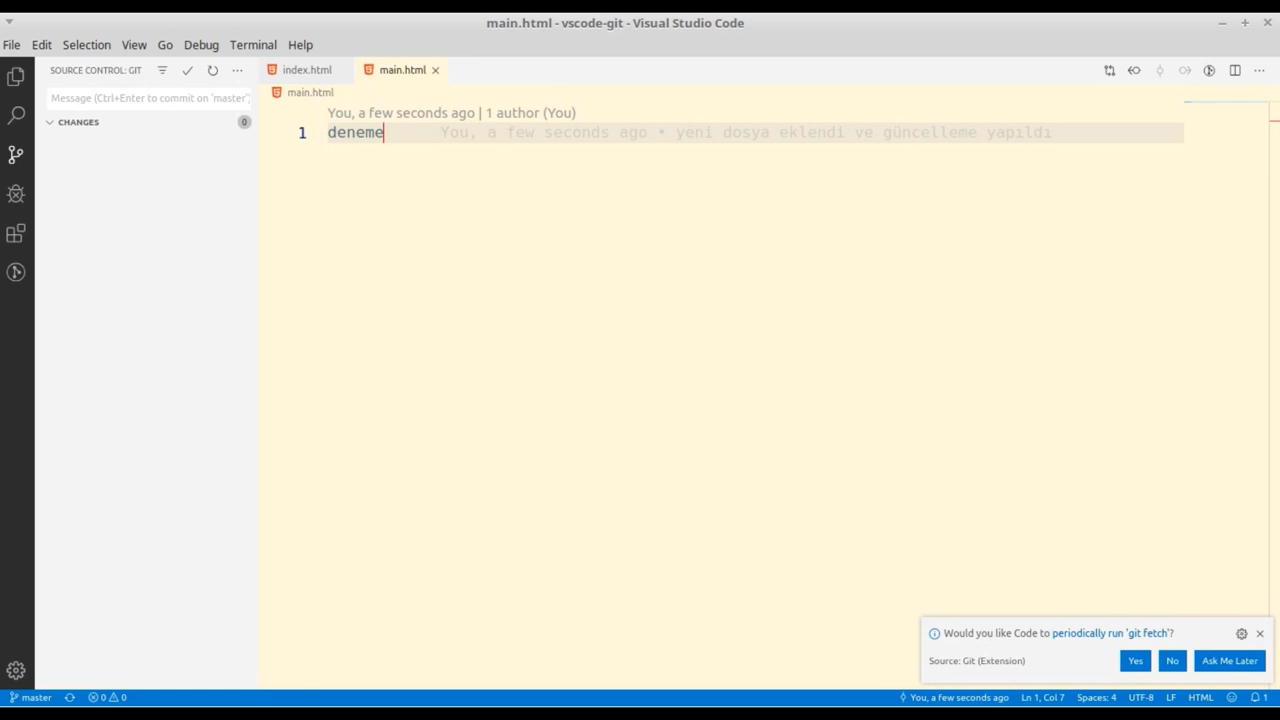 main.html - vscode-git - Visual Studio Code
File Edit Selection View Go Debug Terminal Help
SOURCE CONTROL: GIT
index.html
main.html
Message (Ctrl+Enter to commit on 'master')
main.html
CHANGES 0
You, a few seconds ago | 1 author (You)
1 deneme You, a few seconds ago • yeni dosya eklendi ve güncelleme yapıldı
Would you like Code to periodically run 'git fetch'?
Source: Git (Extension) Yes No Ask Me Later
master 0 0 You, a few seconds ago Ln 1, Col 7 Spaces: 4 UTF-8 LF HTML 1